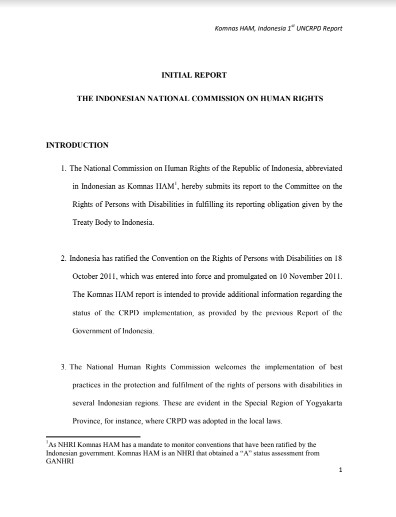 Komnas HAM, Indonesia 1st UNCRPD Report
INITIAL REPORT
THE INDONESIAN NATIONAL COMMISSION ON HUMAN RIGHTS
INTRODUCTION
1. The National Commission on Human Rights of the Republic of Indonesia, abbreviated
in Indonesian as Komnas HAM1, hereby submits its report to the Committee on the
Rights of Persons with Disabilities in fulfilling its reporting obligation given by the
Treaty Body to Indonesia.
2. Indonesia has ratified the Convention on the Rights of Persons with Disabilities on 18
October 2011, which was entered into force and promulgated on 10 November 2011.
The Komnas HAM report is intended to provide additional information regarding the
status of the CRPD implementation, as provided by the previous Report of the
Government of Indonesia.
3. The National Human Rights Commission welcomes the implementation of best
practices in the protection and fulfilment of the rights of persons with disabilities in
several Indonesian regions. These are evident in the Special Region of Yogyakarta
Province, for instance, where CRPD was adopted in the local laws.
1As NHRI Komnas HAM has a mandate to monitor conventions that have been ratified by the
Indonesian government. Komnas HAM is an NHRI that obtained a “A” status assessment from
GANHRI
1